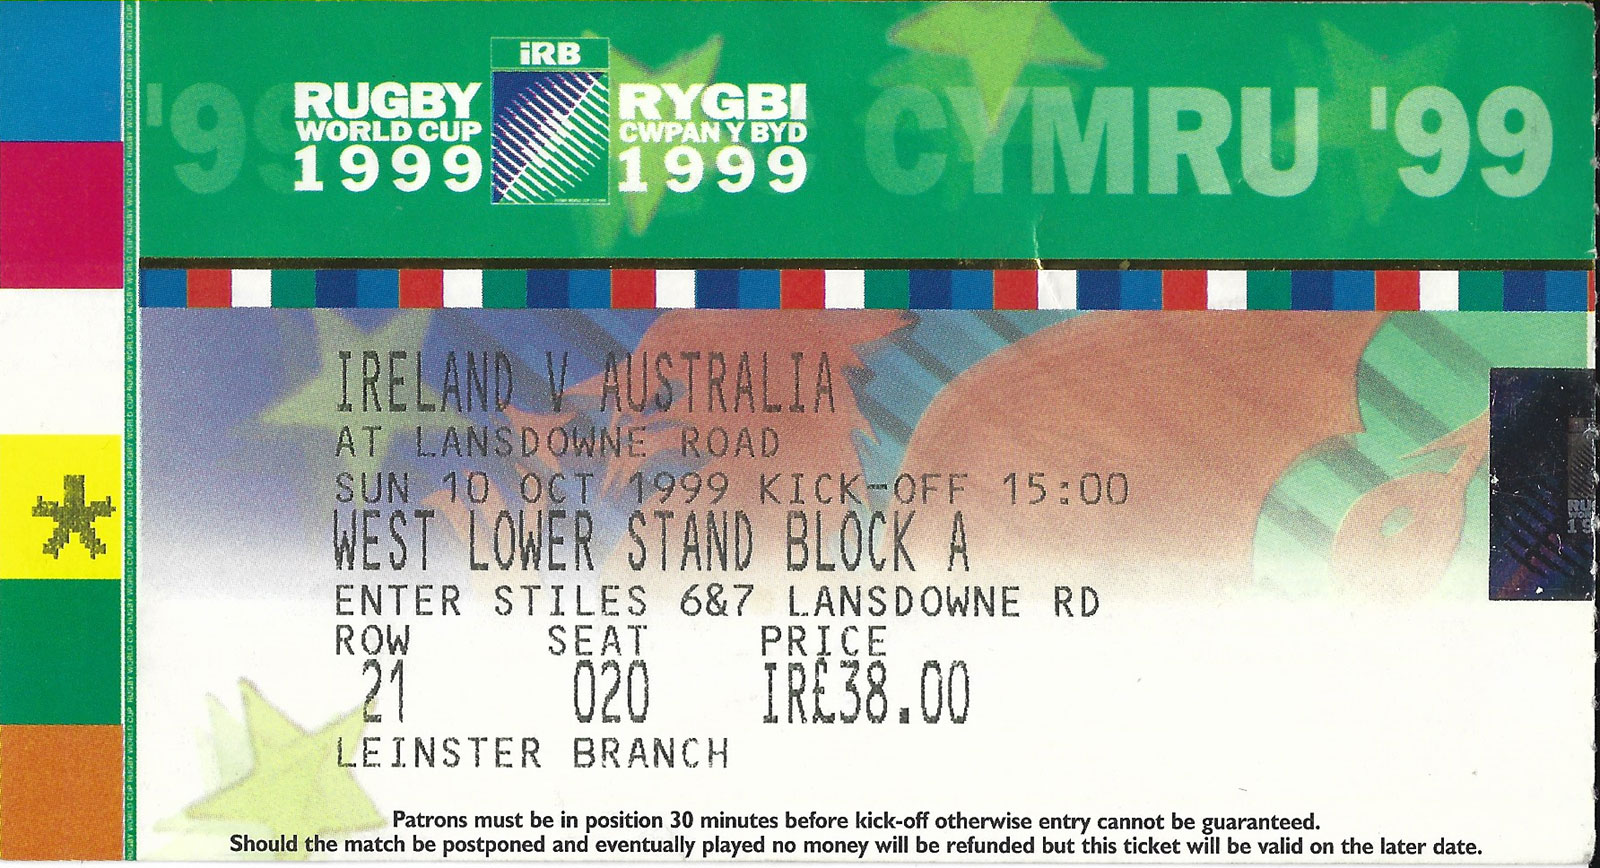 iRB
RUGBY
WORLD CUP
1999
RYGBI
CWPAN Y BYD
1999
'99
CYMRU '99
IRELAND V AUSTRALIA
AT LANSDOWNE ROAD
SUN 10 OCT 1999 KICK-OFF 15:00
WEST LOWER STAND BLOCK A
ENTER STILES 6&7 LANSDOWNE RD
ROW SEAT PRICE
21 020 IR£38.00
LEINSTER BRANCH
Patrons must be in position 30 minutes before kick-off otherwise entry cannot be guaranteed.
Should the match be postponed and eventually played no money will be refunded but this ticket will be valid on the later date.